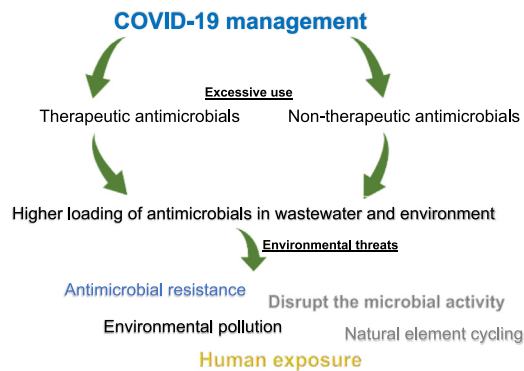 COVID-19 management
Excessive use
Therapeutic antimicrobials
Non-therapeutic antimicrobials
Higher loading of antimicrobials in wastewater and environment
Environmental threats
Antimicrobial resistance
Disrupt the microbial activity
Environmental pollution
Natural element cycling
Human exposure